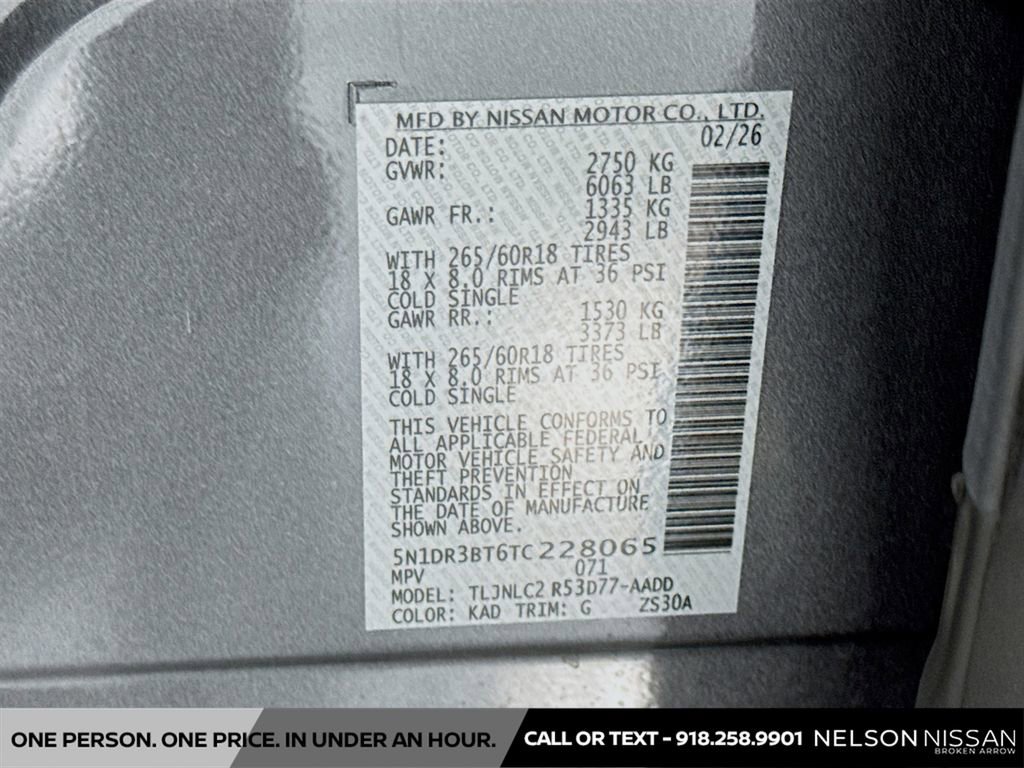 MFD BY NISSAN MOTOR CO., LTD.
DATE: 02/26
GVWR: 2750 KG
6063 LB
GAWR FR.: 1335 KG
2943 LB
WITH 265/60R18 TIRES
18 X 8.0 RIMS AT 36 PSI
COLD SINGLE
GAWR RR.: 1530 KG
3373 LB
WITH 265/60R18 TIRES
18 X 8.0 RIMS AT 36 PSI
COLD SINGLE
THIS VEHICLE CONFORMS TO
ALL APPLICABLE FEDERAL
MOTOR VEHICLE SAFETY AND
THEFT PREVENTION
STANDARDS IN EFFECT ON
THE DATE OF MANUFACTURE
SHOWN ABOVE.
5N1DR3BT6TC228065
MPV 071
MODEL: TLJNLC2 R53D77-AADD
COLOR: KAD TRIM: G ZS30A
ONE PERSON. ONE PRICE. IN UNDER AN HOUR.
CALL OR TEXT - 918.258.9901
NELSON NISSAN
BROKEN ARROW